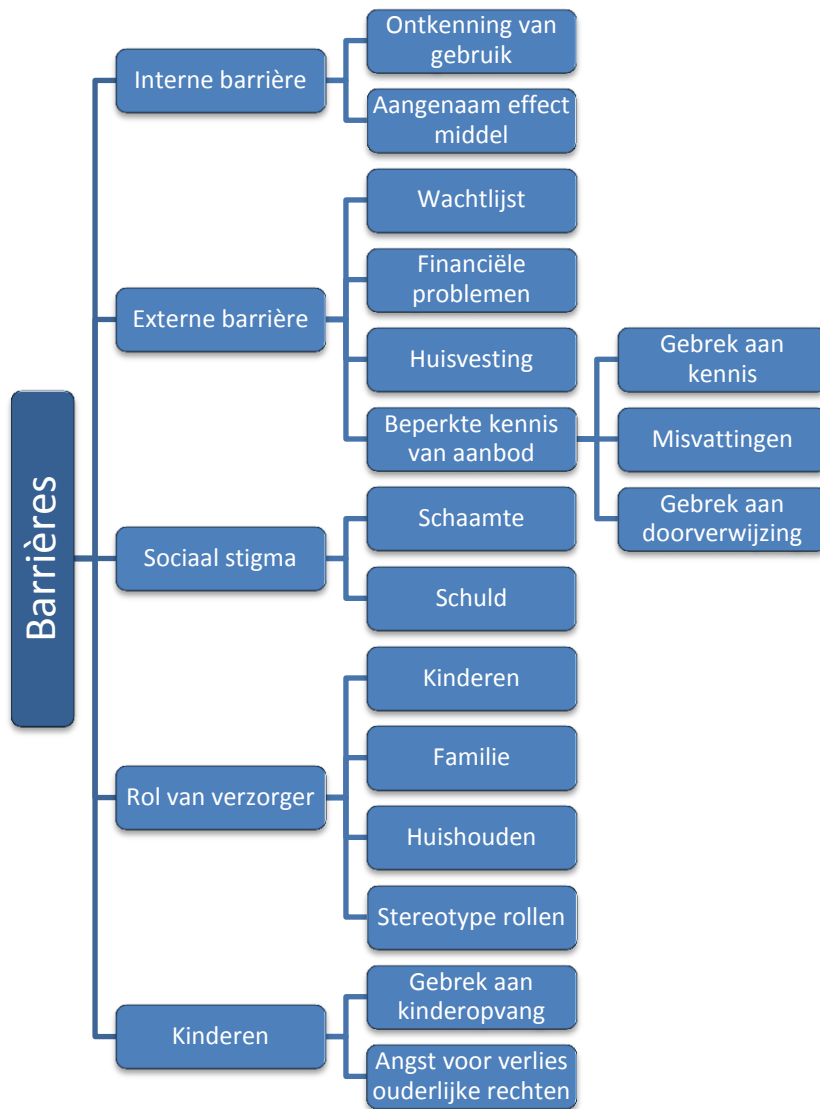 Barrières
Interne barrière
Ontkenning van
gebruik
Aangenaam effect
middel
Externe barrière
Wachtlijst
Financiële
problemen
Huisvesting
Beperkte kennis
van aanbod
Gebrek aan
kennis
Misvattingen
Gebrek aan
doorverwijzing
Sociaal stigma
Schaamte
Schuld
Rol van verzorger
Kinderen
Familie
Huishouden
Stereotype rollen
Kinderen
Gebrek aan
kinderopvang
Angst voor verlies
ouderlijke rechten